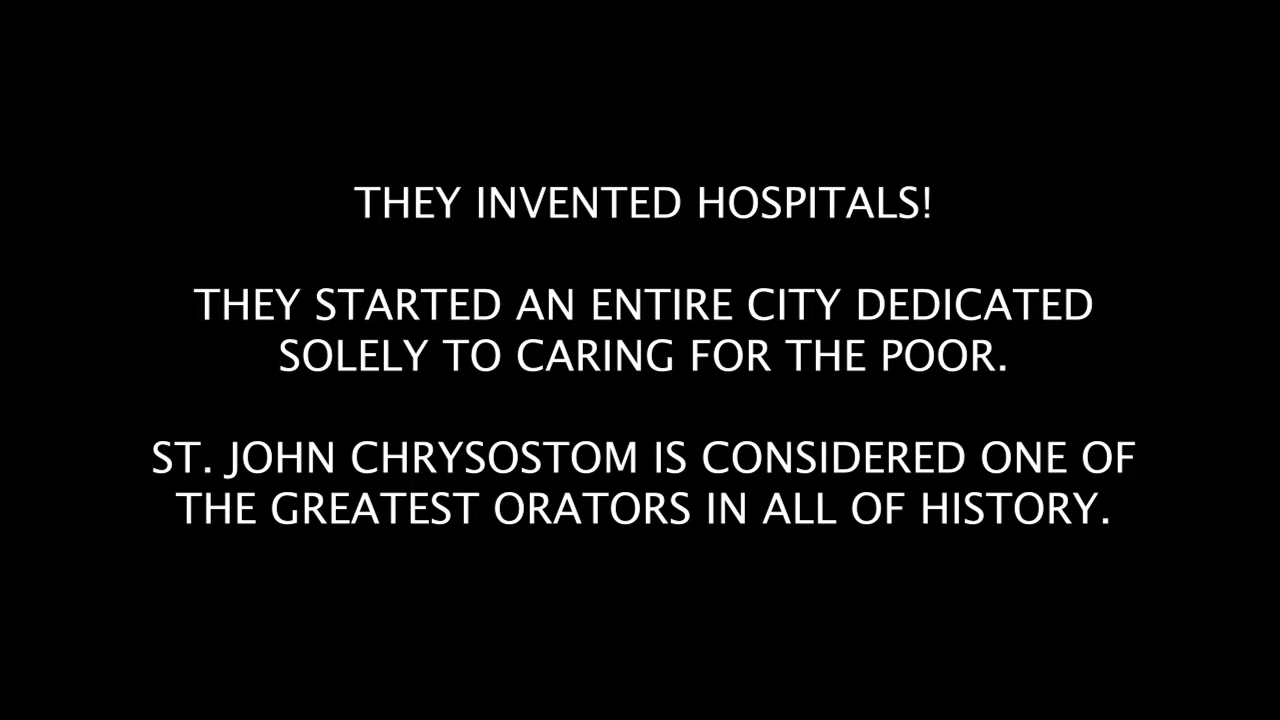 THEY INVENTED HOSPITALS!
THEY STARTED AN ENTIRE CITY DEDICATED
SOLELY TO CARING FOR THE POOR.
ST. JOHN CHRYSOSTOM IS CONSIDERED ONE OF
THE GREATEST ORATORS IN ALL OF HISTORY.